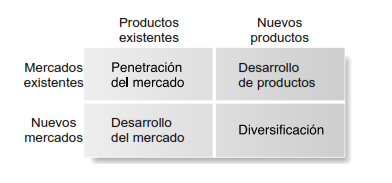 Productos
existentes
Nuevos
productos
Mercados
existentes
Penetración
del mercado
Desarrollo
de productos
Nuevos
mercados
Desarrollo
del mercado
Diversificación